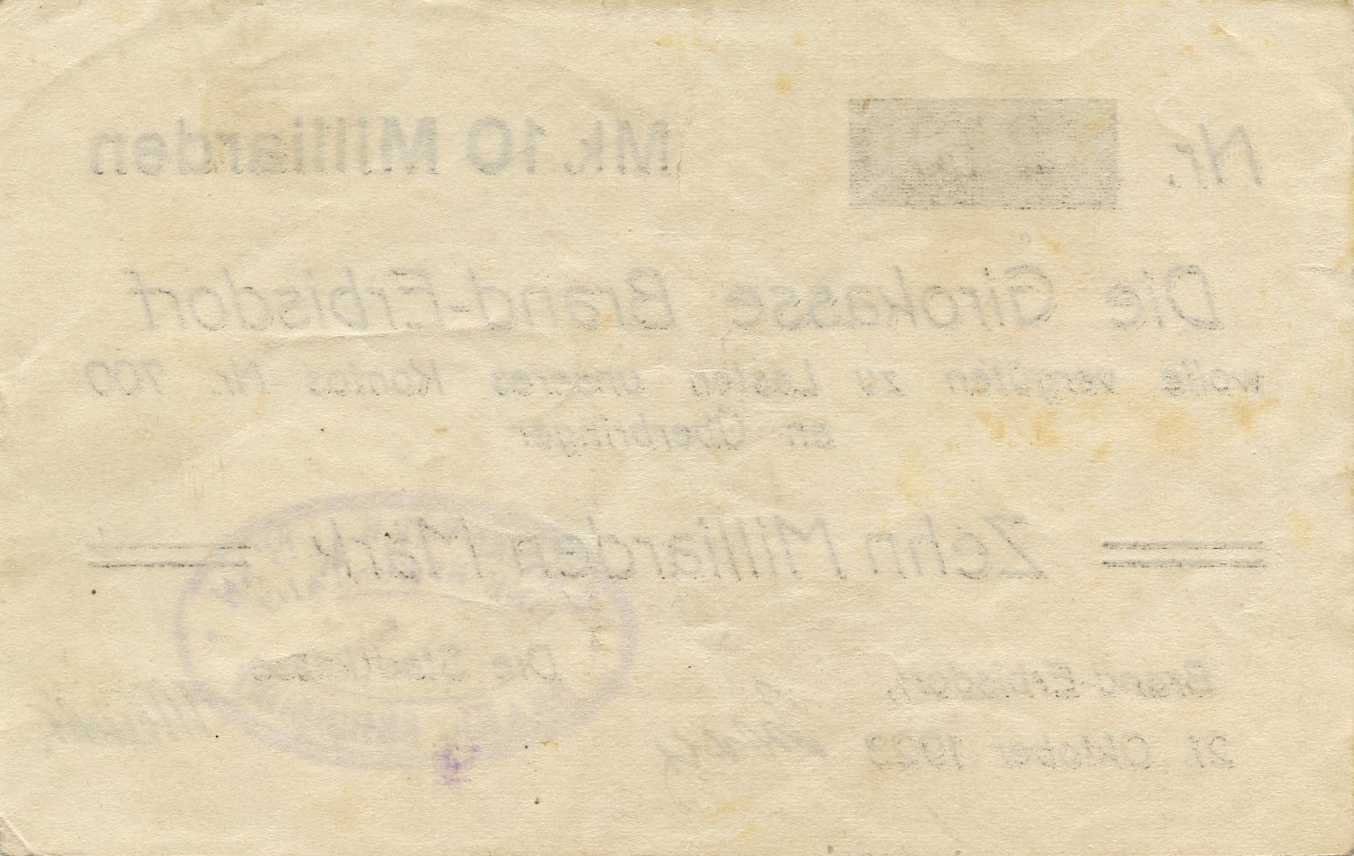 Nr. Mk. 10 Milliarden
Die Girokasse Brand-Erbisdorf
wolle vergüten zu Lasten unseres Kontos Nr. 700
an Überbringer
Zehn Milliarden Mark
Brand-Erbisdorf, Die Stadtkasse
21. Oktober 1923